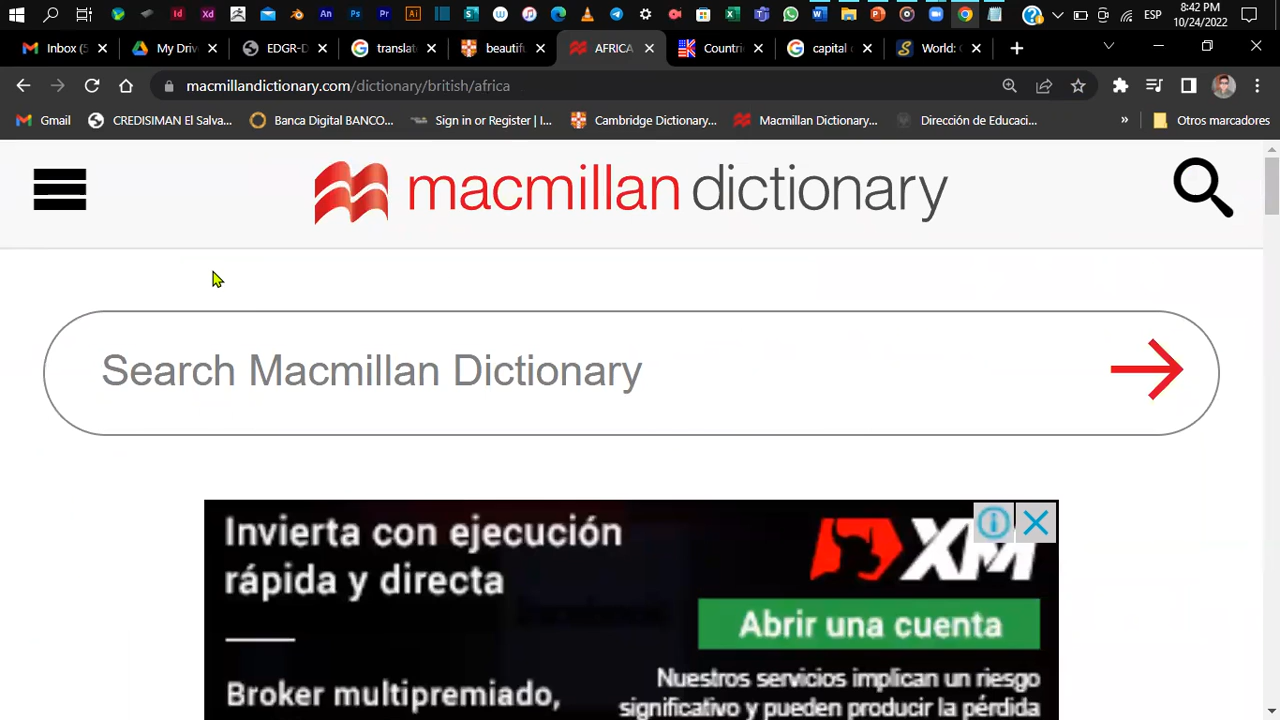 8:42 PM
ESP
10/24/2022
Inbox (5
My Driv
EDGR-D
translat
beautifu
AFRICA
Countri
capital
World:
macmillandictionary.com/dictionary/british/africa
Gmail
CREDISIMAN El Salva...
Banca Digital BANCO...
Sign in or Register | I...
Cambridge Dictionary...
Macmillan Dictionary...
Dirección de Educaci...
»
Otros marcadores
macmillan dictionary
Search Macmillan Dictionary
Invierta con ejecución
rápida y directa
XM
Abrir una cuenta
Broker multipremiado,
Nuestros servicios implican un riesgo
significativo y pueden producir la pérdida